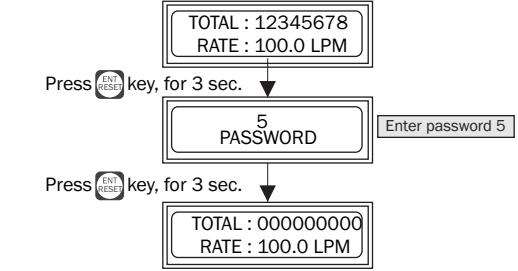 TOTAL : 12345678
RATE : 100.0 LPM
Press ENT RESET key, for 3 sec.
5
PASSWORD
Enter password 5
Press ENT RESET key, for 3 sec.
TOTAL : 000000000
RATE : 100.0 LPM